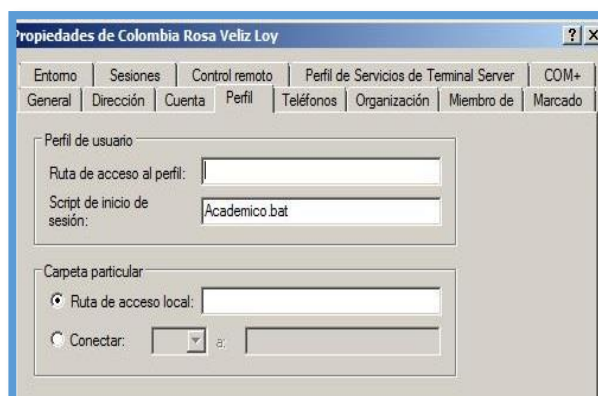 Propiedades de Colombia Rosa Veliz Loy
Entorno Sesiones Control remoto Perfil de Servicios de Terminal Server COM+
General Dirección Cuenta Perfil Teléfonos Organización Miembro de Marcado
Perfil de usuario
Ruta de acceso al perfil:
Script de inicio de
sesión: Academico.bat
Carpeta particular
Ruta de acceso local:
Conectar: a: